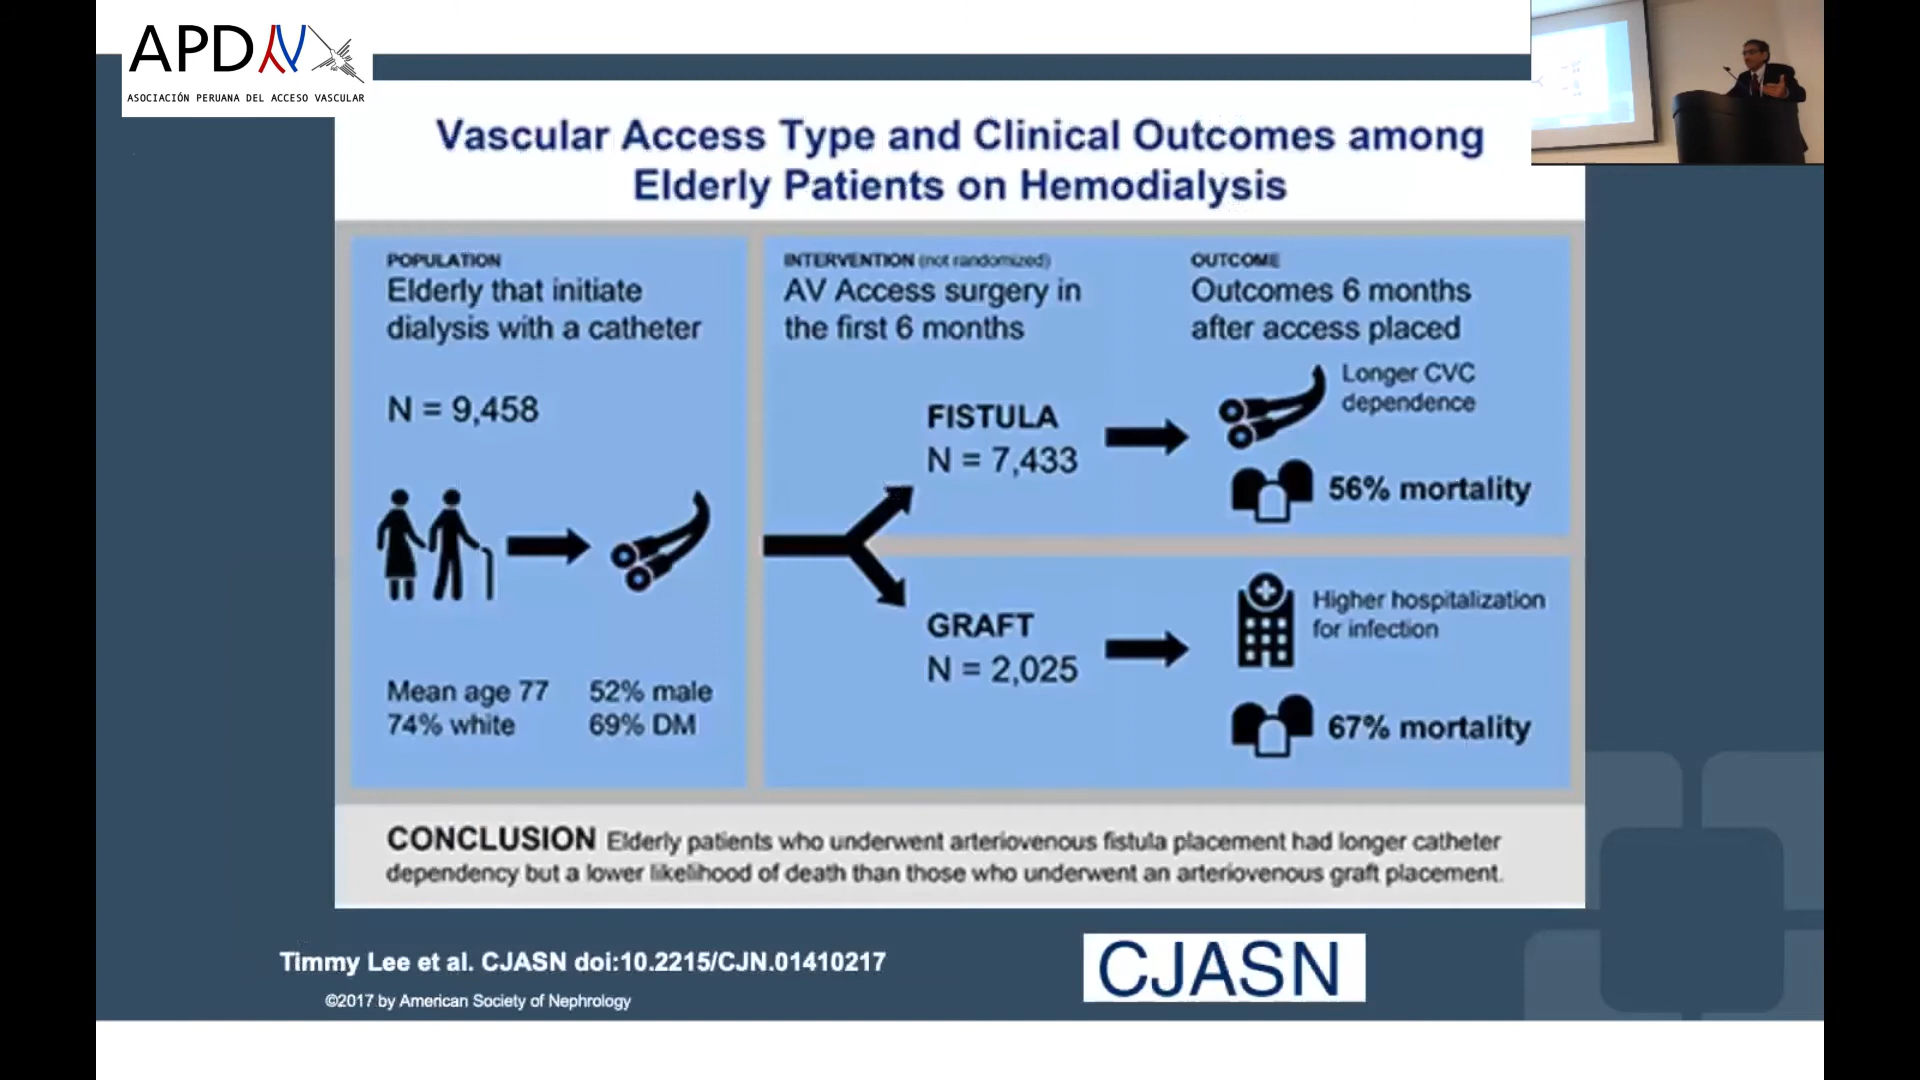 APDAV
ASOCIACIÓN PERUANA DEL ACCESO VASCULAR
Vascular Access Type and Clinical Outcomes among
Elderly Patients on Hemodialysis
POPULATION
Elderly that initiate
dialysis with a catheter
N = 9,458
Mean age 77 52% male
74% white 69% DM
INTERVENTION (not randomized)
AV Access surgery in
the first 6 months
FISTULA
N = 7,433
GRAFT
N = 2,025
OUTCOME
Outcomes 6 months
after access placed
Longer CVC
dependence
56% mortality
Higher hospitalization
for infection
67% mortality
CONCLUSION Elderly patients who underwent arteriovenous fistula placement had longer catheter
dependency but a lower likelihood of death than those who underwent an arteriovenous graft placement.
Timmy Lee et al. CJASN doi:10.2215/CJN.01410217
©2017 by American Society of Nephrology
CJASN